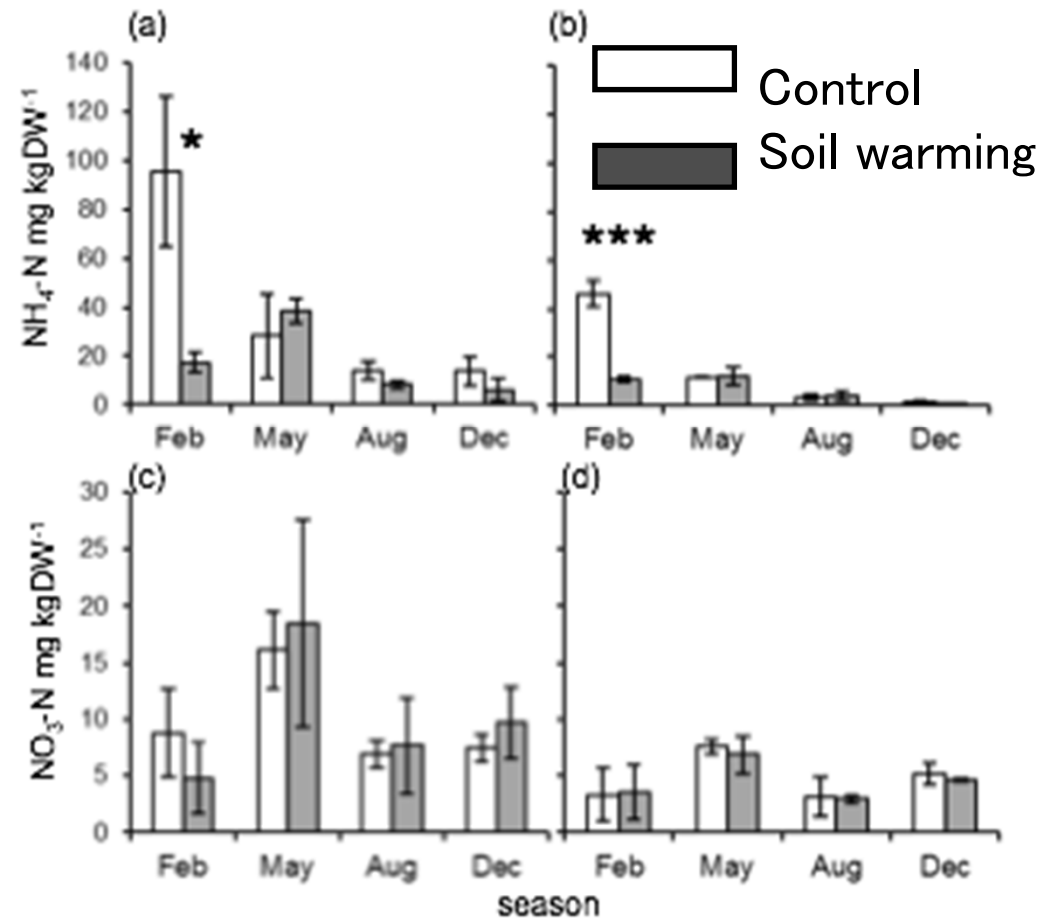 (a)
(b)
Control
Soil warming
NH₄-N mg kgDW⁻¹
140
120
100
80
60
40
20
0
*
***
Feb May Aug Dec
Feb May Aug Dec
(c)
(d)
NO₃-N mg kgDW⁻¹
30
25
20
15
10
5
0
Feb May Aug Dec
Feb May Aug Dec
season